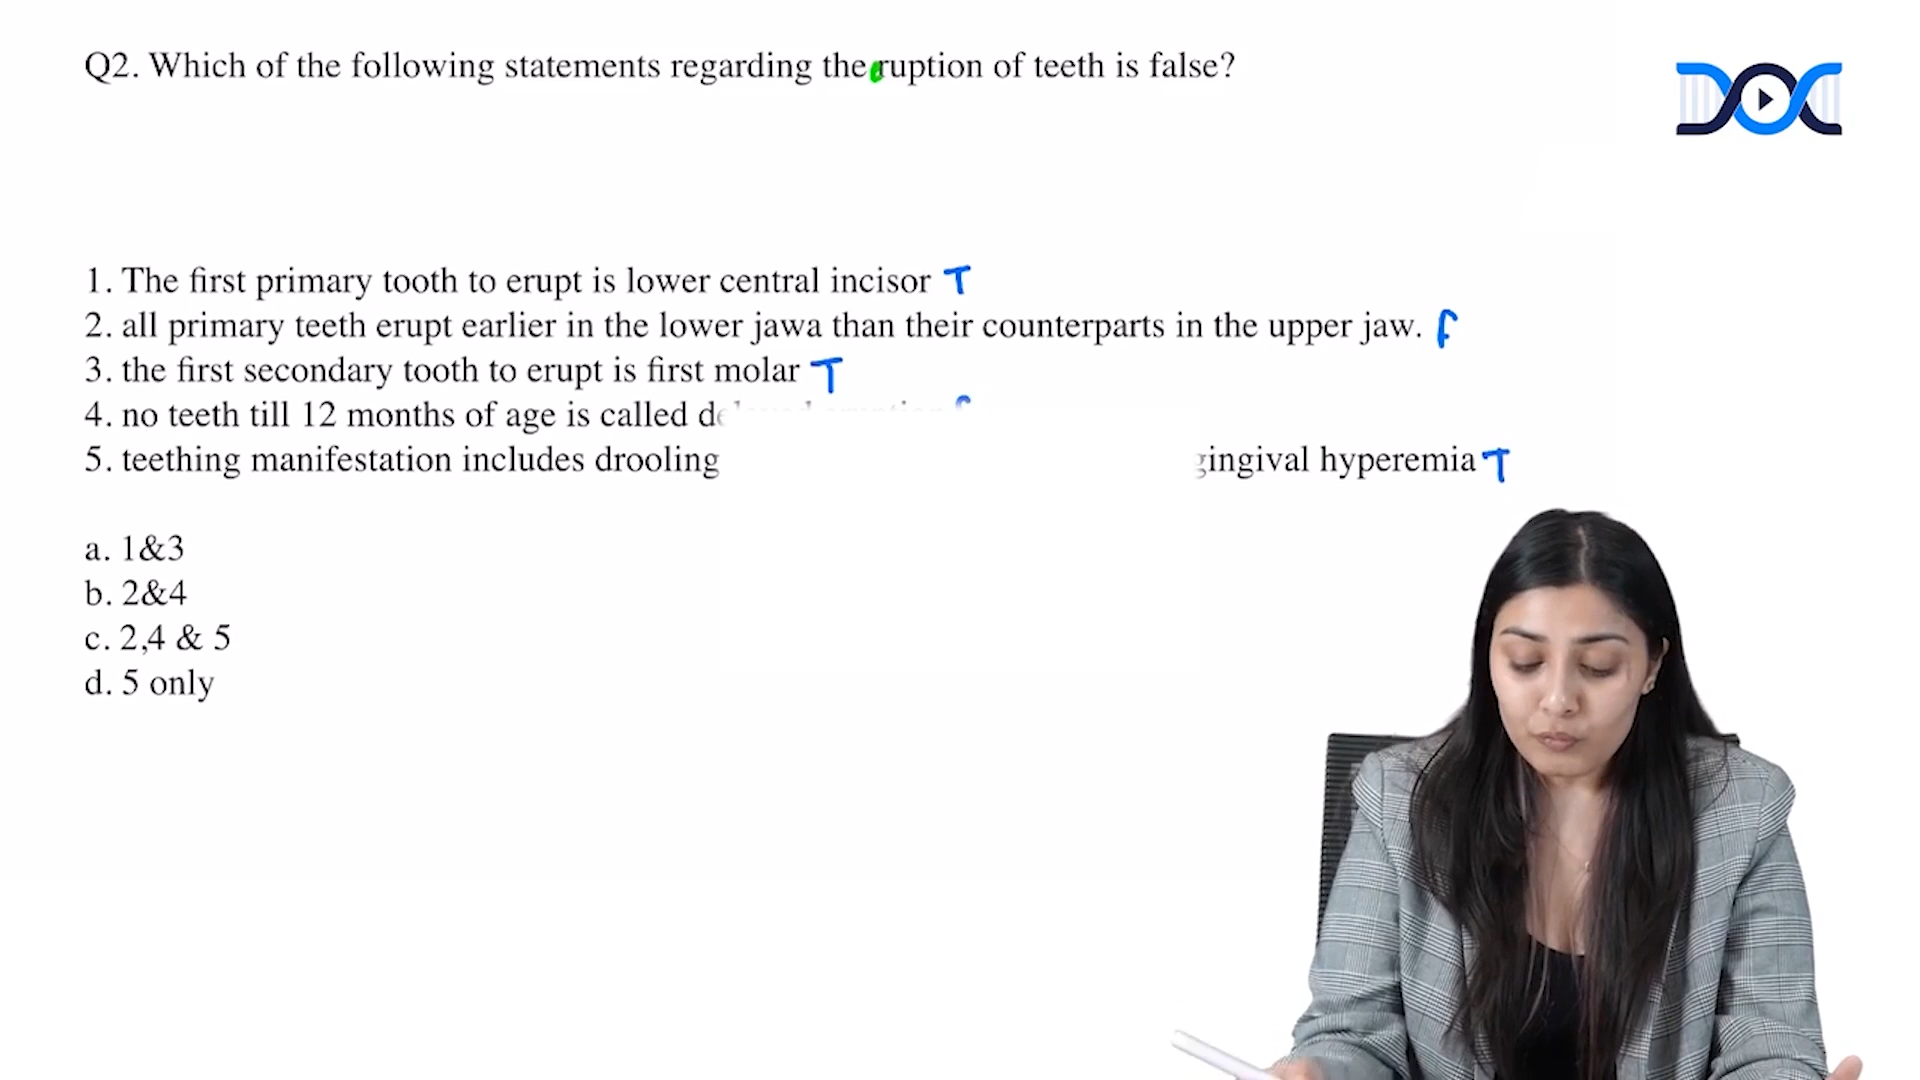 Q2. Which of the following statements regarding the eruption of teeth is false?
DOC
1. The first primary tooth to erupt is lower central incisor T
2. all primary teeth erupt earlier in the lower jawa than their counterparts in the upper jaw. F
3. the first secondary tooth to erupt is first molar T
4. no teeth till 12 months of age is called
5. teething manifestation includes drooling gingival hyperemia T
a. 1&3
b. 2&4
c. 2,4 & 5
d. 5 only